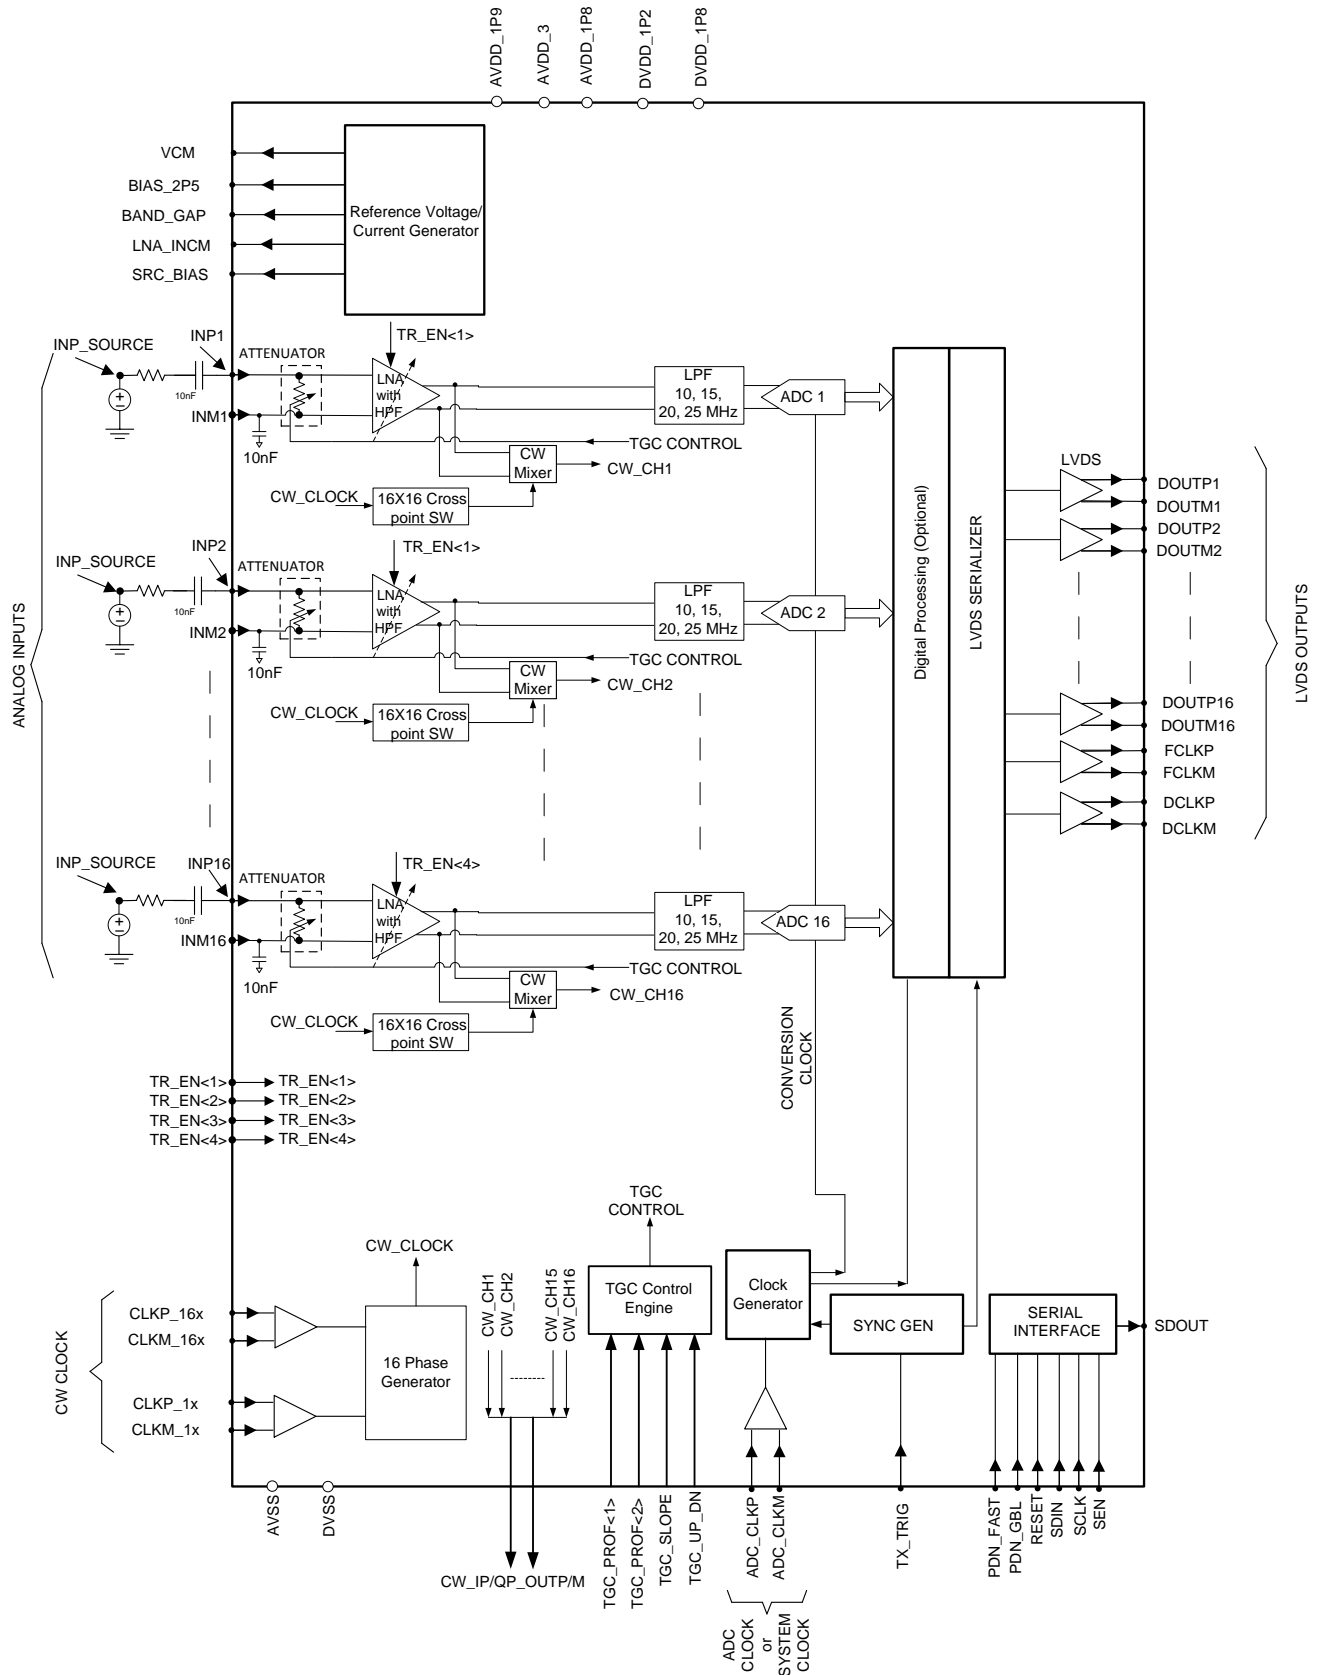 AVDD_1P9
AVDD_3
AVDD_1P8
DVDD_1P2
DVDD_1P8
VCM
BIAS_2P5
BAND_GAP
LNA_INCM
SRC_BIAS
Reference Voltage/
Current Generator
ANALOG INPUTS
INP_SOURCE
INP1
10nF
INM1
10nF
ATTENUATOR
TR_EN<1>
LNA
with
HPF
LPF
10, 15,
20, 25 MHz
ADC 1
TGC CONTROL
CW
Mixer
CW_CH1
CW_CLOCK
16X16 Cross
point SW
INP_SOURCE
INP2
10nF
INM2
10nF
ATTENUATOR
TR_EN<1>
LNA
with
HPF
LPF
10, 15,
20, 25 MHz
ADC 2
TGC CONTROL
CW
Mixer
CW_CH2
CW_CLOCK
16X16 Cross
point SW
INP_SOURCE
INP16
10nF
INM16
10nF
ATTENUATOR
TR_EN<4>
LNA
with
HPF
LPF
10, 15,
20, 25 MHz
ADC 16
TGC CONTROL
CW
Mixer
CW_CH16
CW_CLOCK
16X16 Cross
point SW
Digital Processing (Optional)
LVDS SERIALIZER
LVDS
DOUTP1
DOUTM1
DOUTP2
DOUTM2
DOUTP16
DOUTM16
FCLKP
FCLKM
DCLKP
DCLKM
LVDS OUTPUTS
CONVERSION
CLOCK
TR_EN<1>
TR_EN<1>
TR_EN<2>
TR_EN<2>
TR_EN<3>
TR_EN<3>
TR_EN<4>
TR_EN<4>
CW CLOCK
CLKP_16x
CLKM_16x
CLKP_1x
CLKM_1x
CW_CLOCK
16 Phase
Generator
CW_CH1
CW_CH2
CW_CH15
CW_CH16
TGC
CONTROL
TGC Control
Engine
Clock
Generator
SYNC GEN
SERIAL
INTERFACE
SDOUT
AVSS
DVSS
CW_IP/QP_OUTP/M
TGC_PROF<1>
TGC_PROF<2>
TGC_SLOPE
TGC_UP_DN
ADC_CLKP
ADC_CLKM
TX_TRIG
PDN_FAST
PDN_GBL
RESET
SDIN
SCLK
SEN
ADC
CLOCK
or
SYSTEM
CLOCK